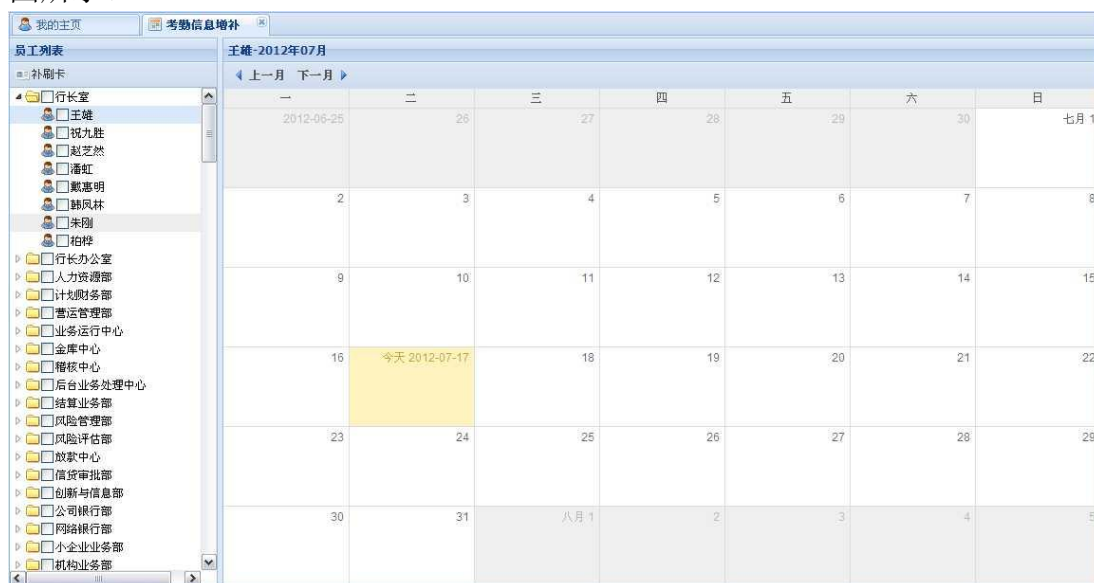 我的主页 考勤信息增补
员工列表
补刷卡
行长室
王雄
祝九胜
赵芝然
潘虹
戴惠明
韩凤林
朱刚
柏桦
行长办公室
人力资源部
计划财务部
营运管理部
业务运行中心
金库中心
稽核中心
后台业务处理中心
结算业务部
风险管理部
风险评估部
放款中心
信贷审批部
创新与信息部
公司银行部
网络银行部
小企业业务部
机构业务部
王雄-2012年07月
上一月 下一月
一 二 三 四 五 六 日
2012-06-25 26 27 28 29 30 七月 1
2 3 4 5 6 7 8
9 10 11 12 13 14 15
16 今天 2012-07-17 18 19 20 21 22
23 24 25 26 27 28 29
30 31 八月 1 2 3 4 5